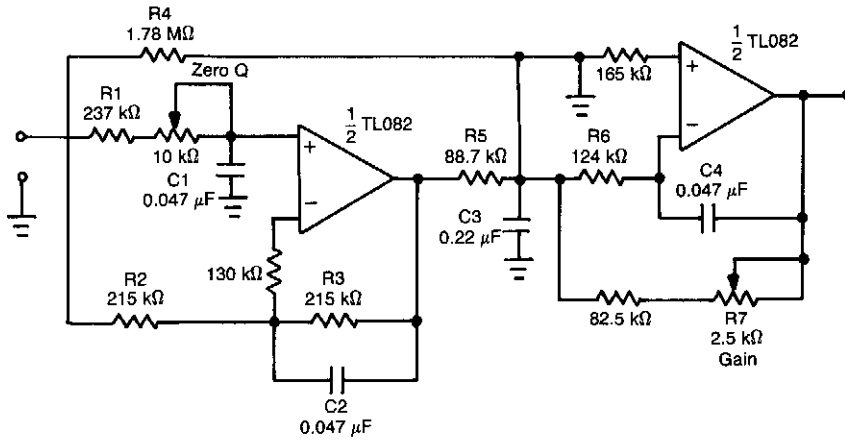 R4
1.78 MΩ
Zero Q
R1
237 kΩ
10 kΩ
C1
0.047 μF
+
−
1/2 TL082
130 kΩ
R2
215 kΩ
R3
215 kΩ
C2
0.047 μF
R5
88.7 kΩ
C3
0.22 μF
165 kΩ
1/2 TL082
+
−
R6
124 kΩ
C4
0.047 μF
82.5 kΩ
R7
2.5 kΩ
Gain